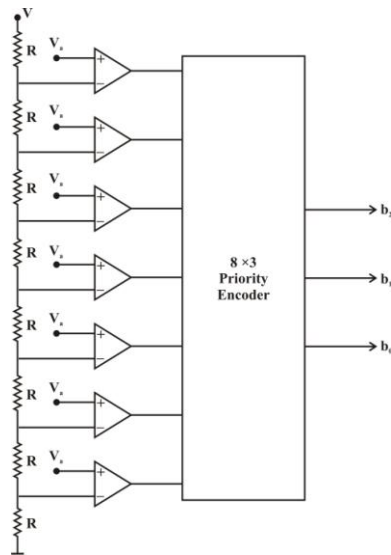 V
R
Vₐ
+
−
R
Vₐ
+
−
R
Vₐ
+
−
b₂
R
Vₐ
+
−
8 ×3
Priority
Encoder
b₁
R
Vₐ
+
−
b₀
R
Vₐ
+
−
R
Vₐ
+
−
R